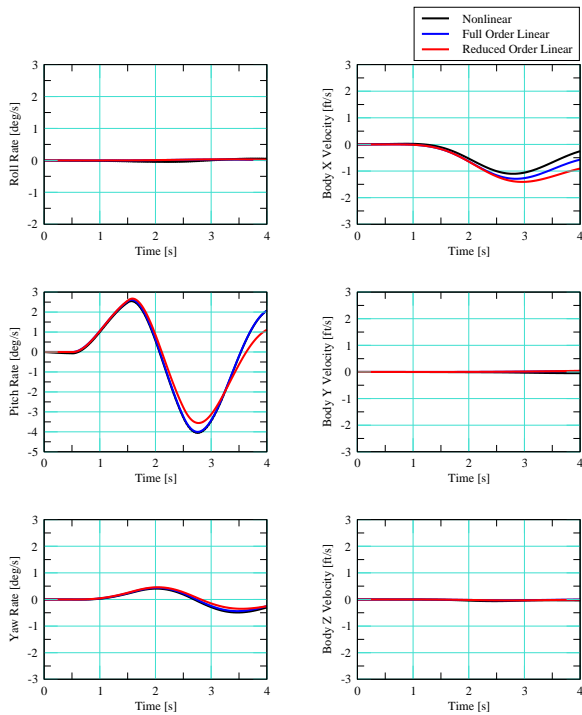 Nonlinear
Full Order Linear
Reduced Order Linear
3
2
1
0
-1
-2
Roll Rate [deg/s]
0 1 2 3 4
Time [s]
3
2
1
0
-1
-2
-3
Body X Velocity [ft/s]
0 1 2 3 4
Time [s]
3
2
1
0
-1
-2
-3
-4
-5
Pitch Rate [deg/s]
0 1 2 3 4
Time [s]
3
2
1
0
-1
-2
-3
Body Y Velocity [ft/s]
0 1 2 3 4
Time [s]
3
2
1
0
-1
-2
-3
Yaw Rate [deg/s]
0 1 2 3 4
Time [s]
3
2
1
0
-1
-2
-3
Body Z Velocity [ft/s]
0 1 2 3 4
Time [s]